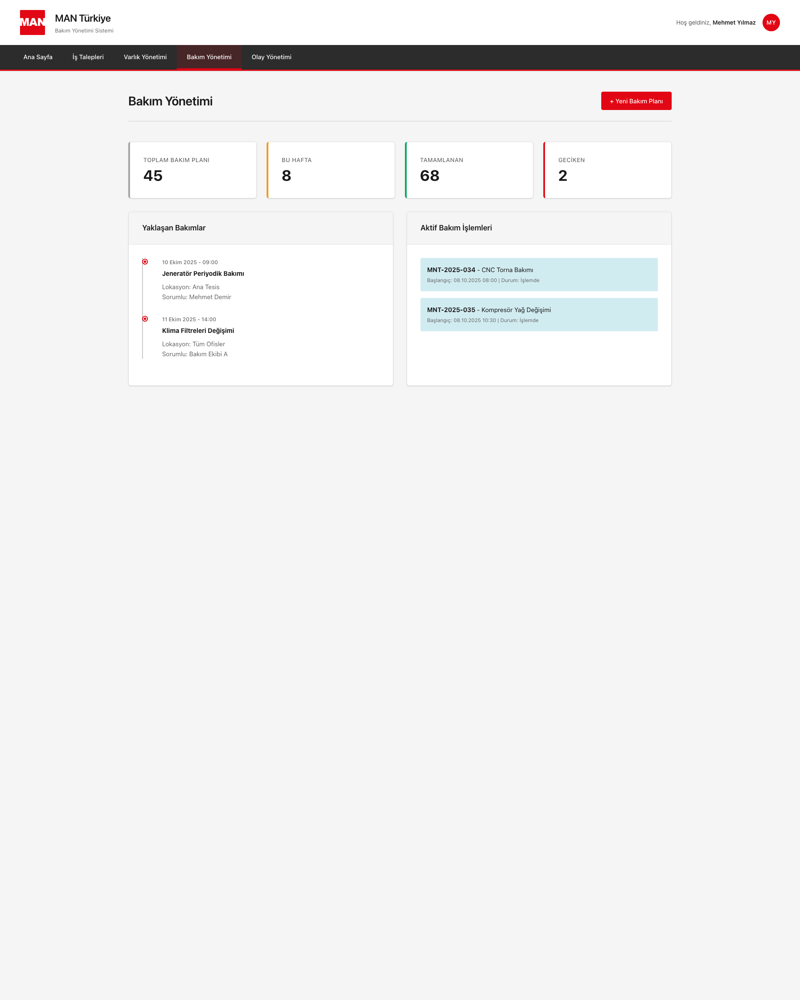 MAN
MAN Türkiye
Bakım Yönetimi Sistemi
Hoş geldiniz, Mehmet Yılmaz
MY
Ana Sayfa
İş Talepleri
Varlık Yönetimi
Bakım Yönetimi
Olay Yönetimi
Bakım Yönetimi
+ Yeni Bakım Planı
TOPLAM BAKIM PLANI
45
BU HAFTA
8
TAMAMLANAN
68
GECİKEN
2
Yaklaşan Bakımlar
10 Ekim 2025 - 09:00
Jeneratör Periyodik Bakımı
Lokasyon: Ana Tesis
Sorumlu: Mehmet Demir
11 Ekim 2025 - 14:00
Klima Filtreleri Değişimi
Lokasyon: Tüm Ofisler
Sorumlu: Bakım Ekibi A
Aktif Bakım İşlemleri
MNT-2025-034 - CNC Torna Bakımı
Başlangıç: 08.10.2025 08:00 | Durum: İşlemde
MNT-2025-035 - Kompresör Yağ Değişimi
Başlangıç: 08.10.2025 10:30 | Durum: İşlemde